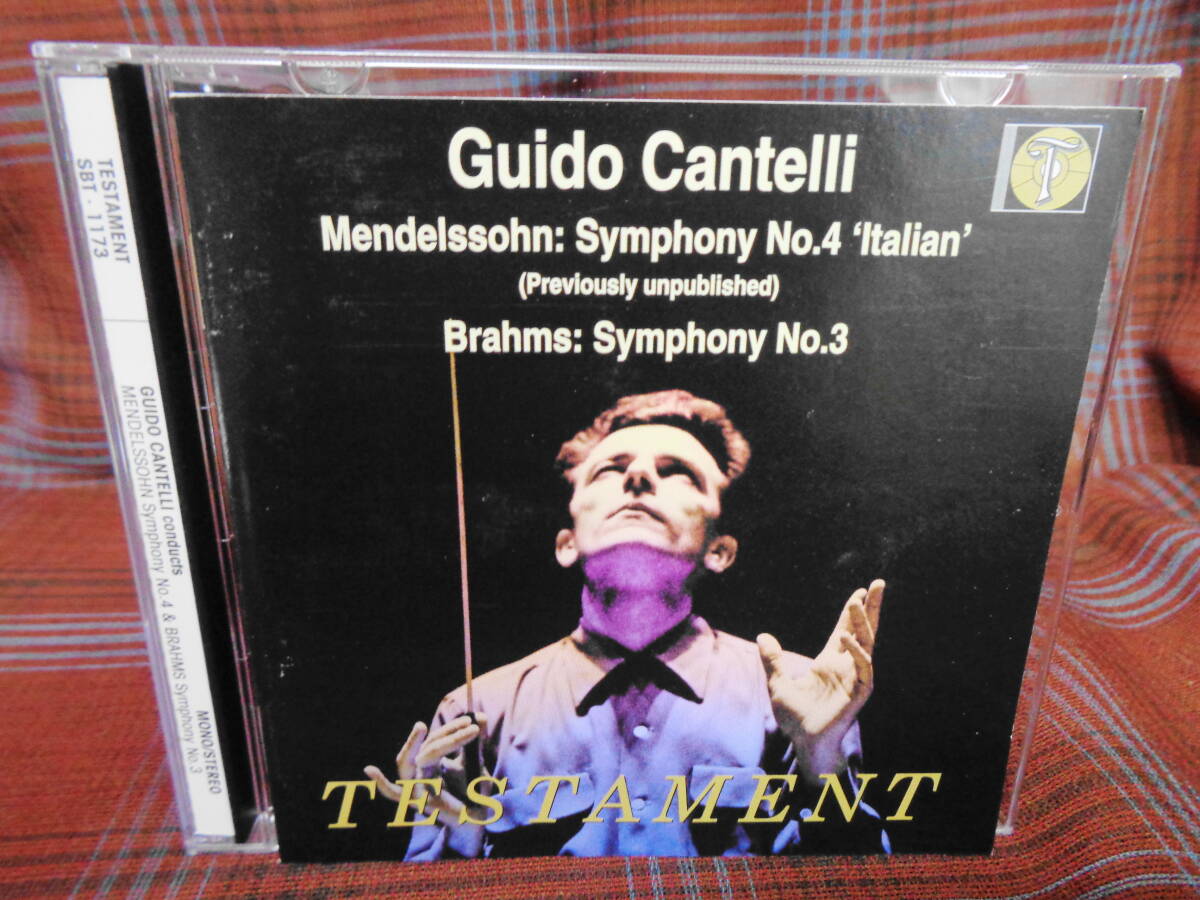 Guido Cantelli
Mendelssohn: Symphony No.4 ‘Italian’
(Previously unpublished)
Brahms: Symphony No.3
TESTAMENT
TESTAMENT
SBT · 1173
GUIDO CANTELLI conducts
MENDELSSOHN Symphony No.4 & BRAHMS Symphony No.3
MONO/STEREO